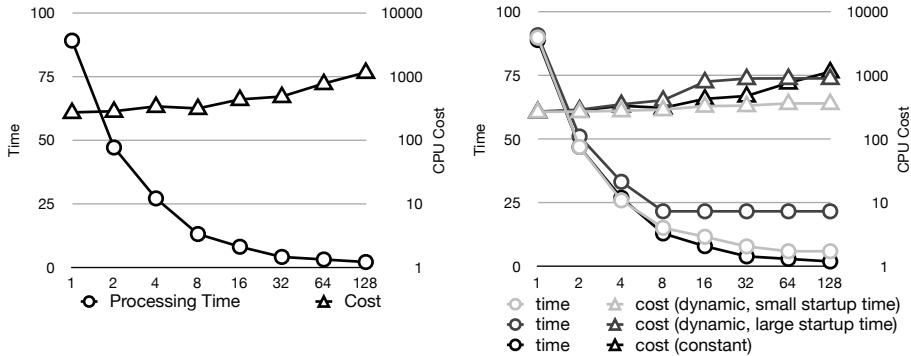 100 10000 100 10000
75 1000 75 1000
Time 50 100 CPU Cost Time 50 100 CPU Cost
25 10 25 10
0 1 0 1
1 2 4 8 16 32 64 128 1 2 4 8 16 32 64 128
Processing Time Cost
time cost (dynamic, small startup time)
time cost (dynamic, large startup time)
time cost (constant)